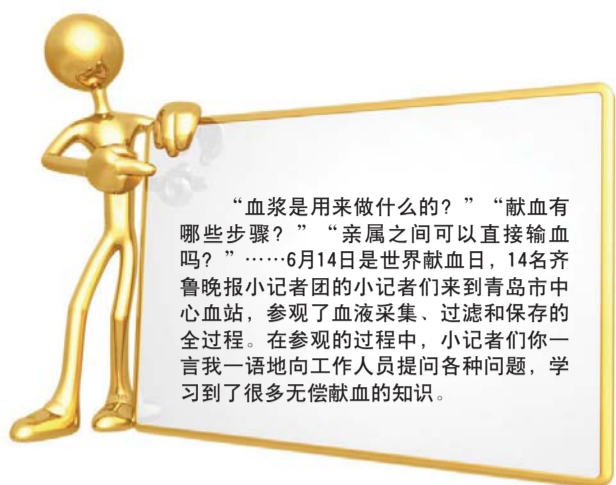 “血浆是用来做什么的？”“献血有
哪些步骤？”“亲属之间可以直接输血
吗？”……6月14日是世界献血日，14名齐
鲁晚报小记者团的小记者们来到青岛市中
心血站，参观了血液采集、过滤和保存的
全过程。在参观的过程中，小记者们你一
言我一语地向工作人员提问各种问题，学
习到了很多无偿献血的知识。